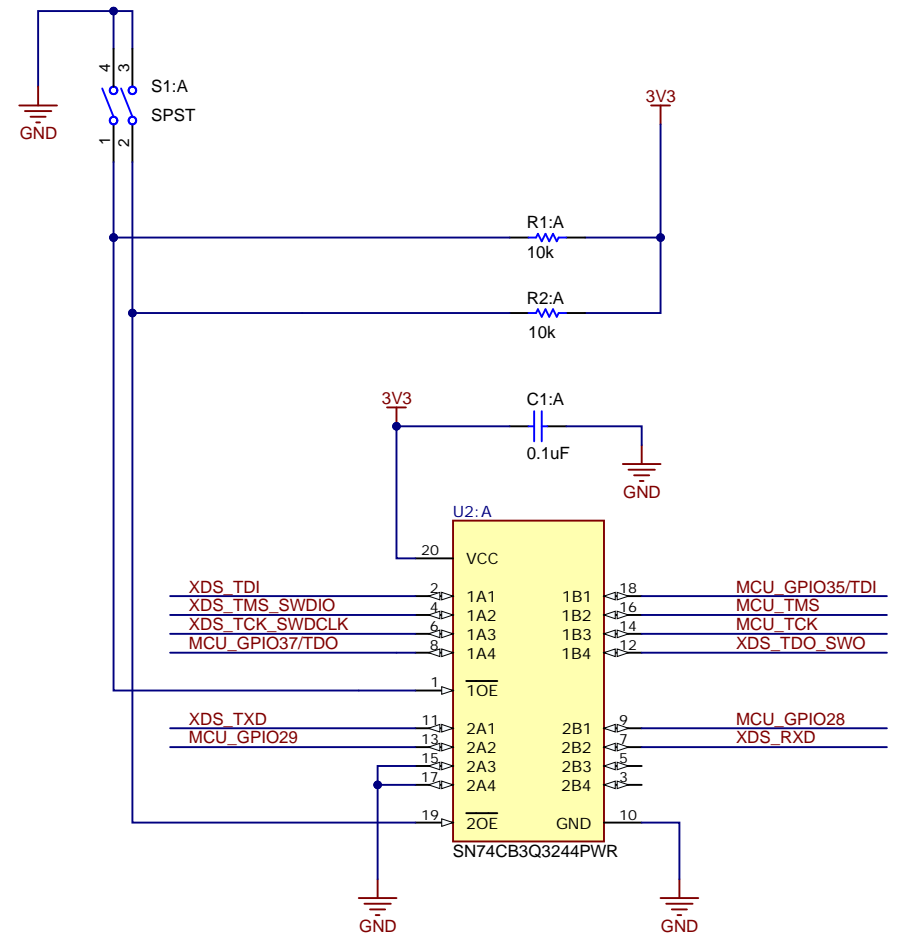 4
3
S1:A
SPST
GND
1
2
3V3
R1:A
10k
R2:A
10k
3V3
C1:A
0.1uF
GND
U2:A
20
VCC
XDS_TDI
2
1A1
1B1
18
MCU_GPIO35/TDI
XDS_TMS_SWDIO
4
1A2
1B2
16
MCU_TMS
XDS_TCK_SWDCLK
6
1A3
1B3
14
MCU_TCK
MCU_GPIO37/TDO
8
1A4
1B4
12
XDS_TDO_SWO
1
1OE
XDS_TXD
11
2A1
2B1
9
MCU_GPIO28
MCU_GPIO29
13
2A2
2B2
7
XDS_RXD
15
2A3
2B3
5
17
2A4
2B4
3
19
2OE
GND
10
SN74CB3Q3244PWR
GND
GND